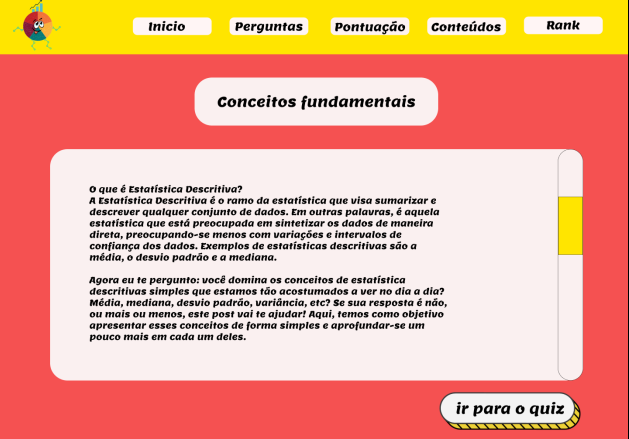 Inicio
Perguntas
Pontuação
Conteúdos
Rank
Conceitos fundamentais
O que é Estatística Descritiva?
A Estatística Descritiva é o ramo da estatística que visa sumarizar e
descrever qualquer conjunto de dados. Em outras palavras, é aquela
estatística que está preocupada em sintetizar os dados de maneira
direta, preocupando-se menos com variações e intervalos de
confiança dos dados. Exemplos de estatísticas descritivas são a
média, o desvio padrão e a mediana.
Agora eu te pergunto: você domina os conceitos de estatística
descritivas simples que estamos tão acostumados a ver no dia a dia?
Média, mediana, desvio padrão, variância, etc? Se sua resposta é não,
ou mais ou menos, este post vai te ajudar! Aqui, temos como objetivo
apresentar esses conceitos de forma simples e aprofundar-se um
pouco mais em cada um deles.
ir para o quiz